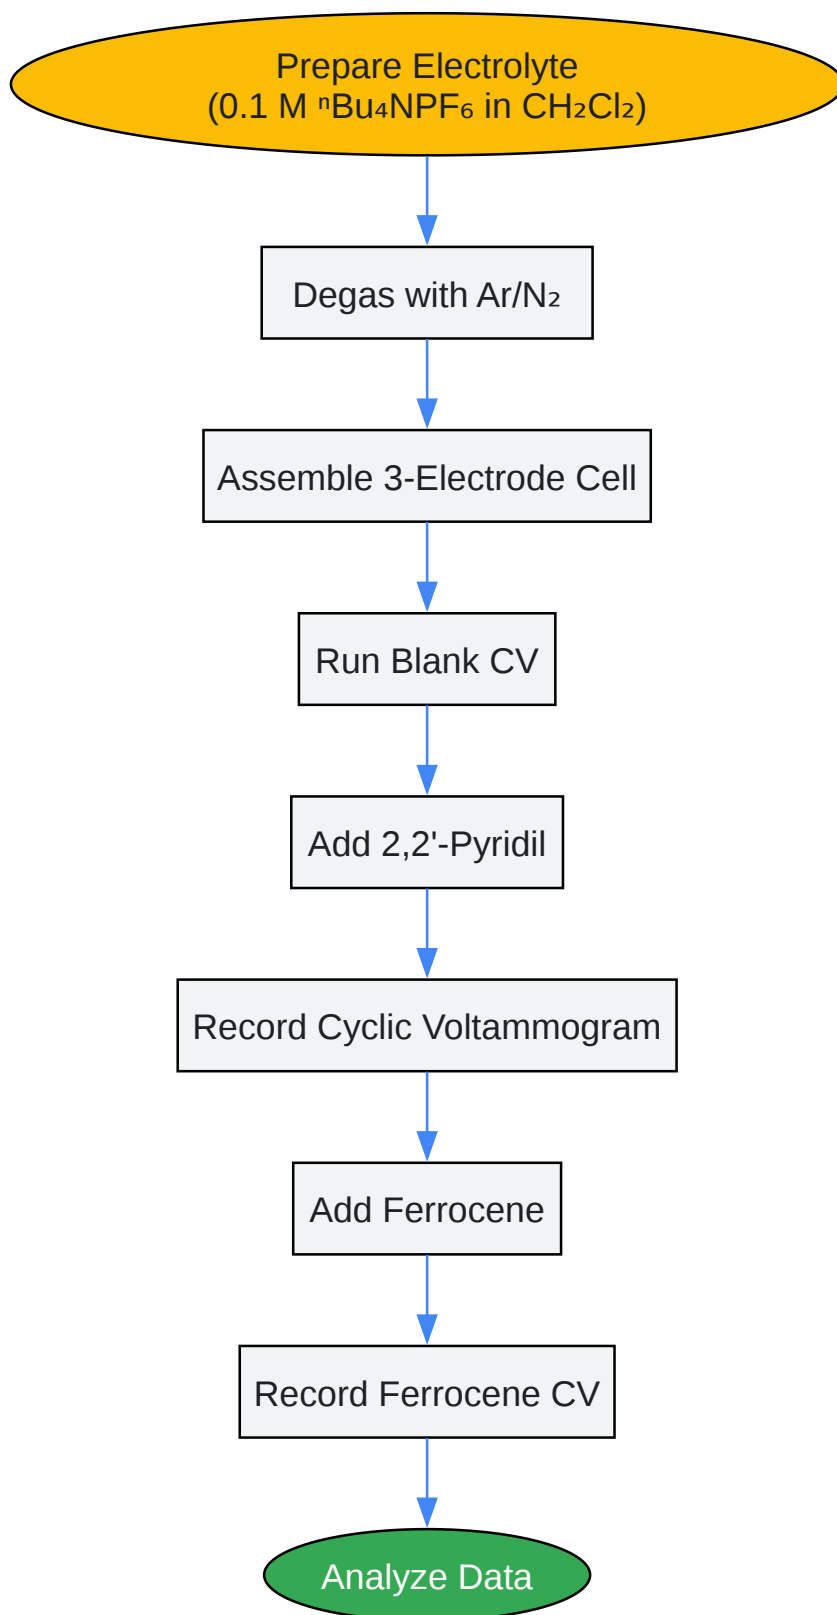 Prepare Electrolyte
(0.1 M ⁿBu₄NPF₆ in CH₂Cl₂)
Degas with Ar/N₂
Assemble 3-Electrode Cell
Run Blank CV
Add 2,2'-Pyridil
Record Cyclic Voltammogram
Add Ferrocene
Record Ferrocene CV
Analyze Data